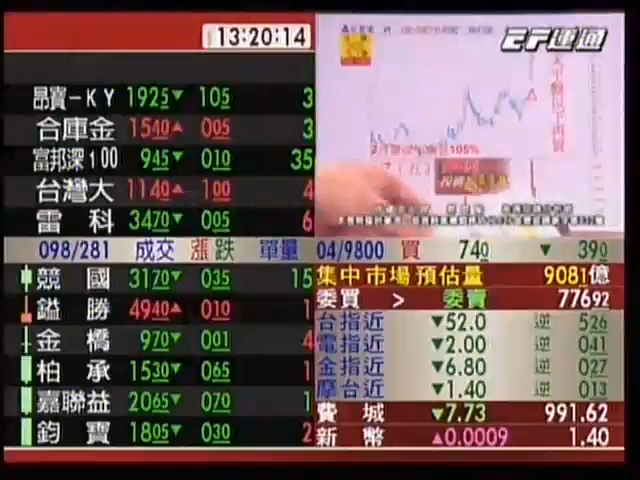 13:20:14
EF運通
昂寶-KY 1925▼ 105 3
合庫金 1540▲ 005 3
富邦深100 945▼ 010 35
台灣大 1140▲ 100 4
雷科 3470▼ 005 6
098/281 成交 漲跌 單量 04/9800 買 740 ▼ 390
競國 3170▼ 035 15
鎰勝 4940▲ 010 1
金橋 970▼ 001 4
柏承 1530▼ 065 1
嘉聯益 2065▼ 070 1
鈞寶 1805▼ 030 2
集中市場預估量 9081億
委買 > 委賣 77692
台指近 ▼52.0 逆 526
電指近 ▼2.00 逆 041
金指近 ▼6.80 逆 027
摩台近 ▼1.40 逆 013
費城 ▼7.73 991.62
新幣 ▲0.0009 1.40